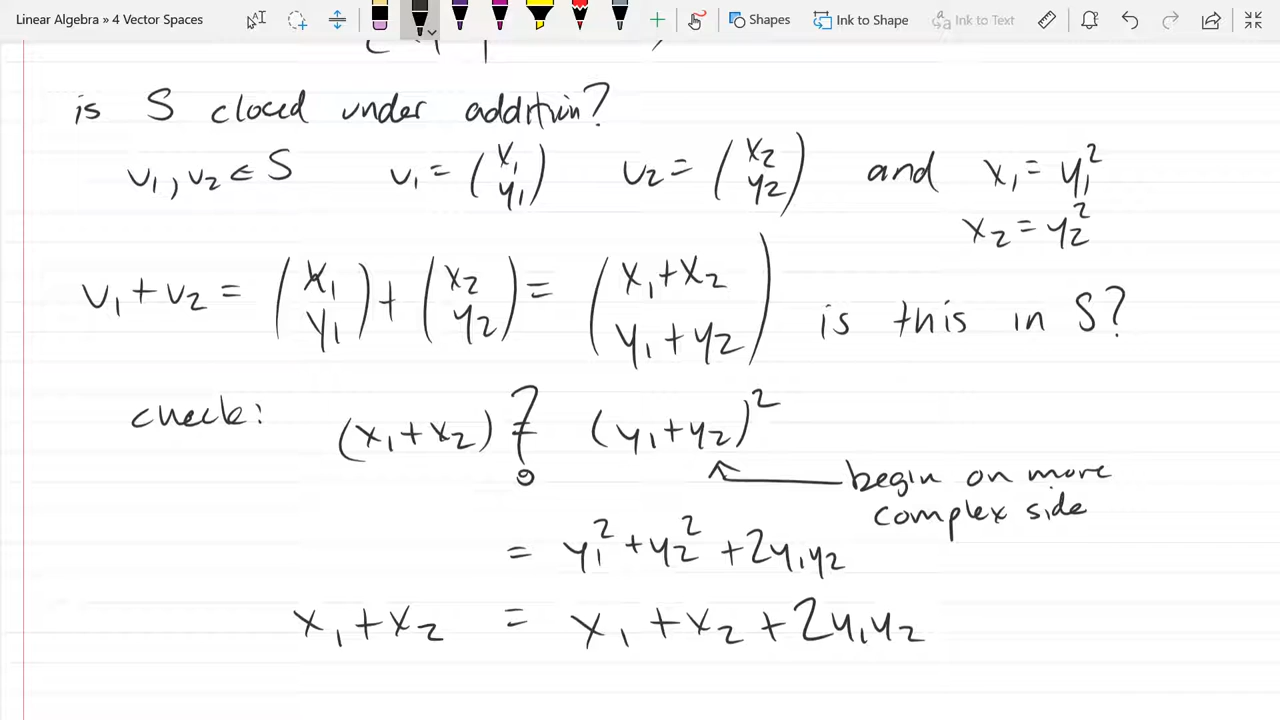 Linear Algebra » 4 Vector Spaces
Shapes
Ink to Shape
Ink to Text
is S closed under addition?
v₁, v₂ ∈ S v₁ = (x₁ y₁) v₂ = (x₂ y₂) and x₁ = y₁²
x₂ = y₂²
v₁ + v₂ = (x₁ y₁) + (x₂ y₂) = (x₁+x₂ y₁+y₂) is this in S?
check: (x₁+x₂) =? (y₁+y₂)²
begin on more
complex side
= y₁² + y₂² + 2y₁y₂
x₁+x₂ = x₁ + x₂ + 2y₁y₂